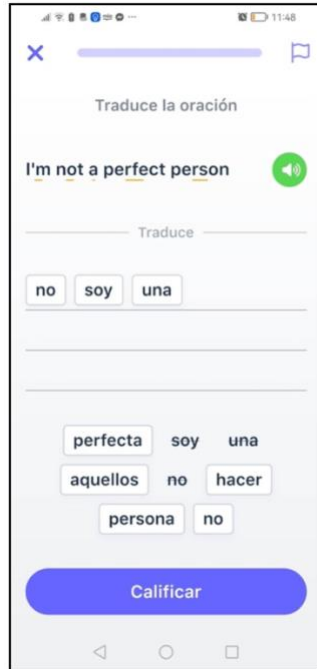 11:48
Traduce la oración
I'm not a perfect person
Traduce
no soy una
perfecta soy una
aquellos no hacer
persona no
Calificar